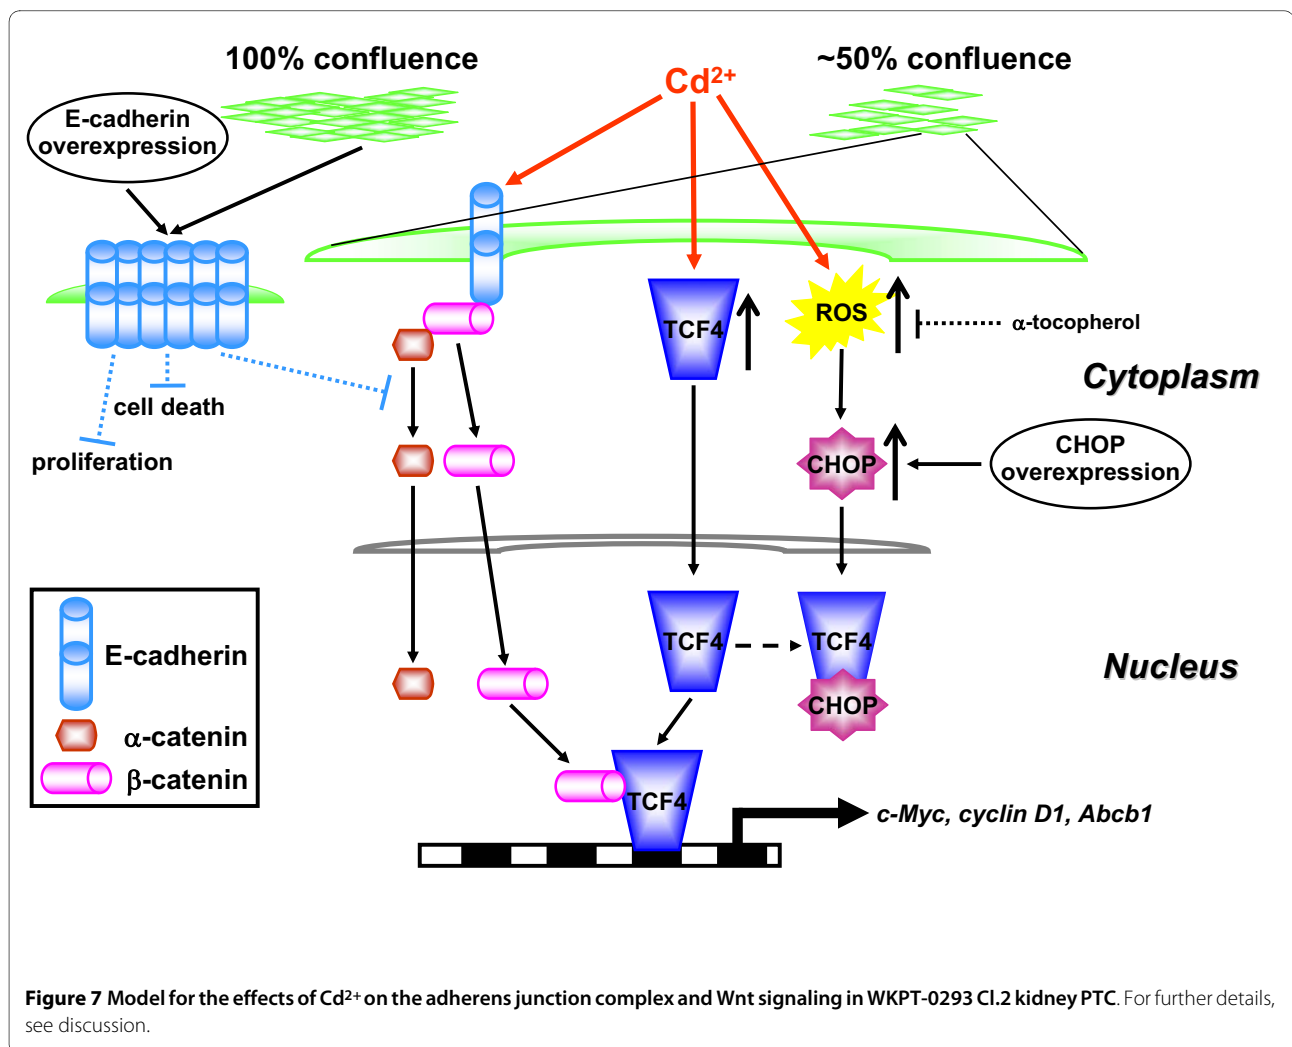 100% confluence
Cd²⁺
~50% confluence
E-cadherin
overexpression
TCF4
ROS
α-tocopherol
Cytoplasm
cell death
proliferation
CHOP
CHOP
overexpression
TCF4
TCF4
CHOP
Nucleus
E-cadherin
α-catenin
β-catenin
TCF4
c-Myc, cyclin D1, Abcb1
Figure 7 Model for the effects of Cd²⁺ on the adherens junction complex and Wnt signaling in WKPT-0293 Cl.2 kidney PTC. For further details,
see discussion.